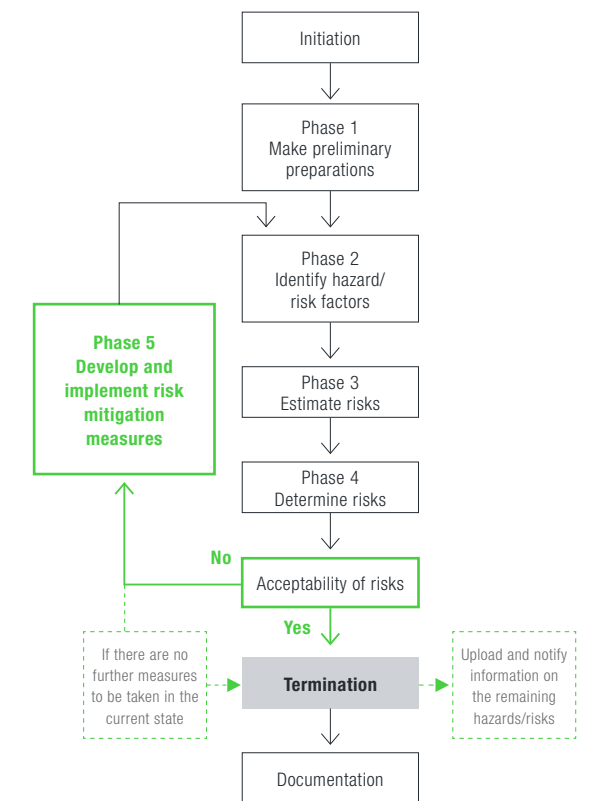 Initiation
Phase 1
Make preliminary
preparations
Phase 2
Identify hazard/
risk factors
Phase 5
Develop and
implement risk
mitigation
measures
Phase 3
Estimate risks
Phase 4
Determine risks
No
Acceptability of risks
Yes
If there are no
further measures
to be taken in the
current state
Termination
Upload and notify
information on
the remaining
hazards/risks
Documentation